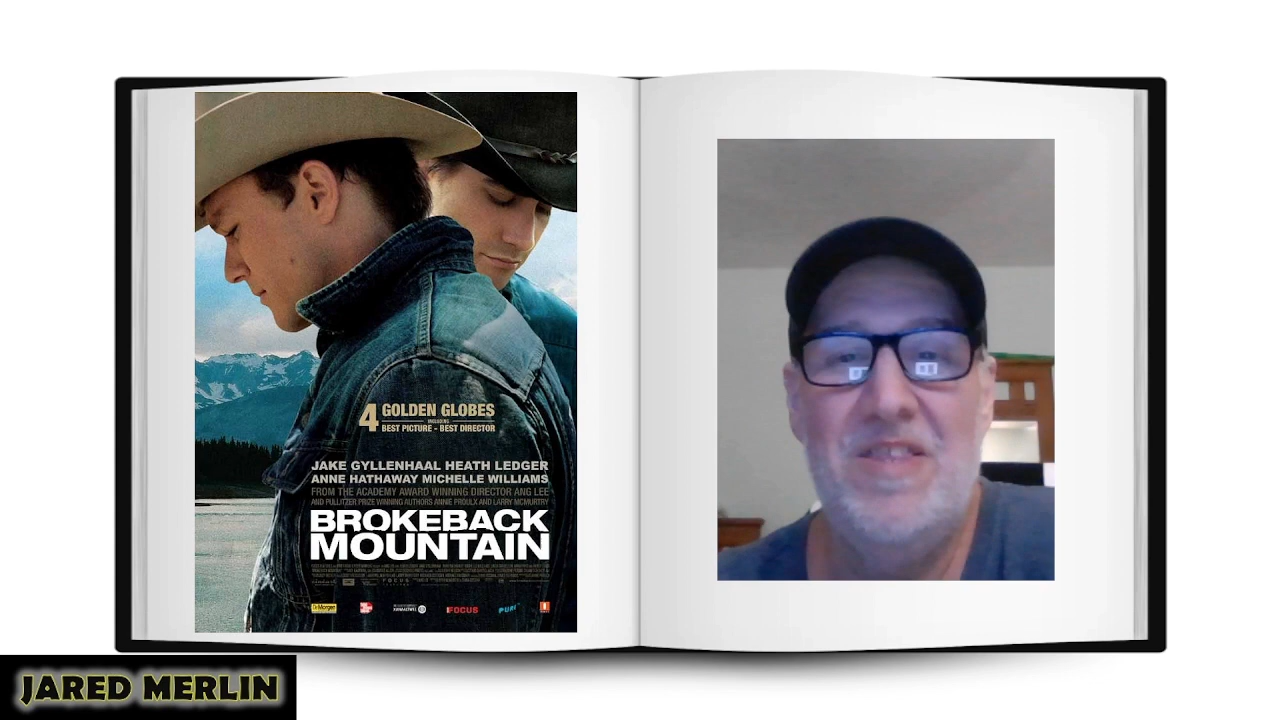 4 GOLDEN GLOBES
INCLUDING
BEST PICTURE - BEST DIRECTOR
JAKE GYLLENHAAL HEATH LEDGER
ANNE HATHAWAY MICHELLE WILLIAMS
FROM THE ACADEMY AWARD WINNING DIRECTOR ANG LEE
AND PULLITZER PRIZE WINNING AUTHORS ANNIE PROULX AND LARRY MCMURTRY
BROKEBACK
MOUNTAIN
FOCUS
JARED MERLIN